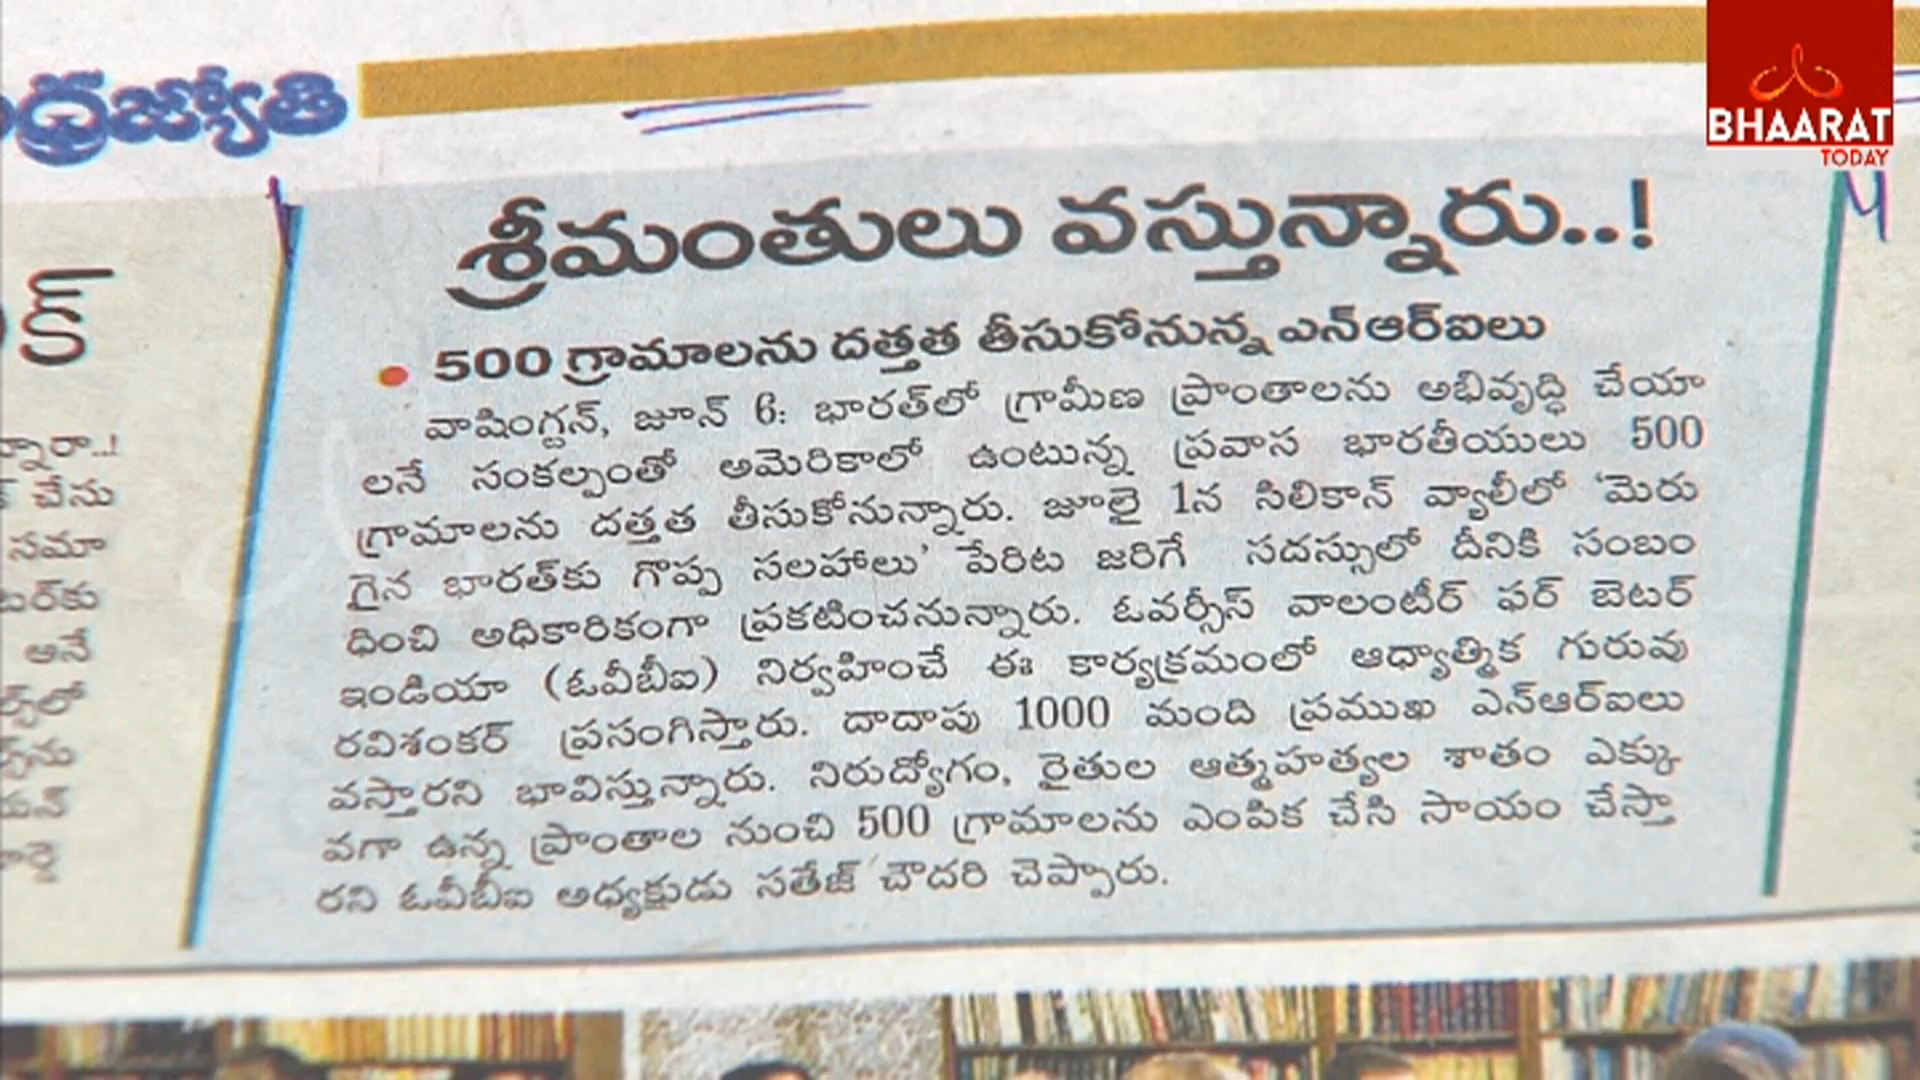 BHAARAT
TODAY
శ్రీమంతులు వస్తున్నారు..!
• 500 గ్రామాలను దత్తత తీసుకోనున్న ఎన్ఆర్ఐలు
వాషింగ్టన్, జూన్ 6: భారత్‌లో గ్రామీణ ప్రాంతాలను అభివృద్ధి చేయా
లనే సంకల్పంతో అమెరికాలో ఉంటున్న ప్రవాస భారతీయులు 500
గ్రామాలను దత్తత తీసుకోనున్నారు. జూలై 1న సిలికాన్ వ్యాలీలో 'మెరు
గైన భారత్‌కు గొప్ప సలహాలు' పేరిట జరిగే సదస్సులో దీనికి సంబం
ధించి అధికారికంగా ప్రకటించనున్నారు. ఓవర్సీస్ వాలంటీర్ ఫర్ బెటర్
ఇండియా (ఓవీబీఐ) నిర్వహించే ఈ కార్యక్రమంలో ఆధ్యాత్మిక గురువు
రవిశంకర్ ప్రసంగిస్తారు. దాదాపు 1000 మంది ప్రముఖ ఎన్ఆర్ఐలు
వస్తారని భావిస్తున్నారు. నిరుద్యోగం, రైతుల ఆత్మహత్యల శాతం ఎక్కు
వగా ఉన్న ప్రాంతాల నుంచి 500 గ్రామాలను ఎంపిక చేసి సాయం చేస్తా
రని ఓవీబీఐ అధ్యక్షుడు సతేజ్ చౌదరి చెప్పారు.